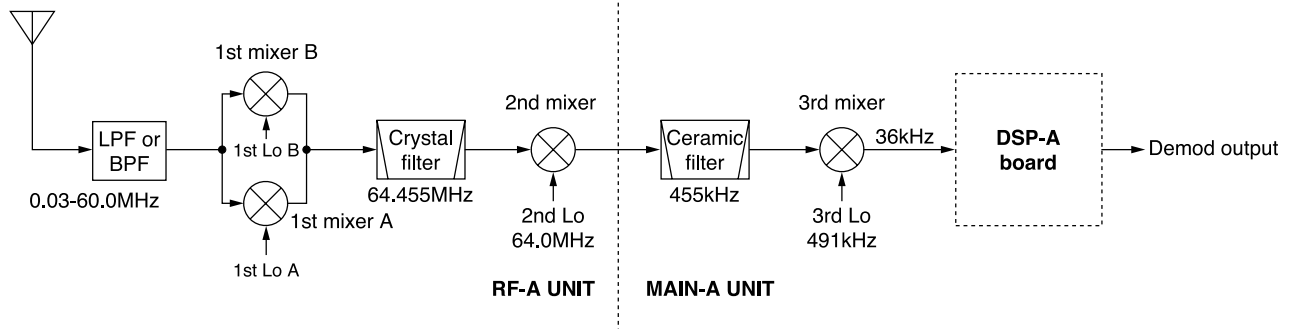 1st mixer B
LPF or
BPF
0.03-60.0MHz
1st Lo B
1st mixer A
1st Lo A
Crystal
filter
64.455MHz
2nd mixer
2nd Lo
64.0MHz
RF-A UNIT
MAIN-A UNIT
Ceramic
filter
455kHz
3rd mixer
36kHz
3rd Lo
491kHz
DSP-A
board
Demod output